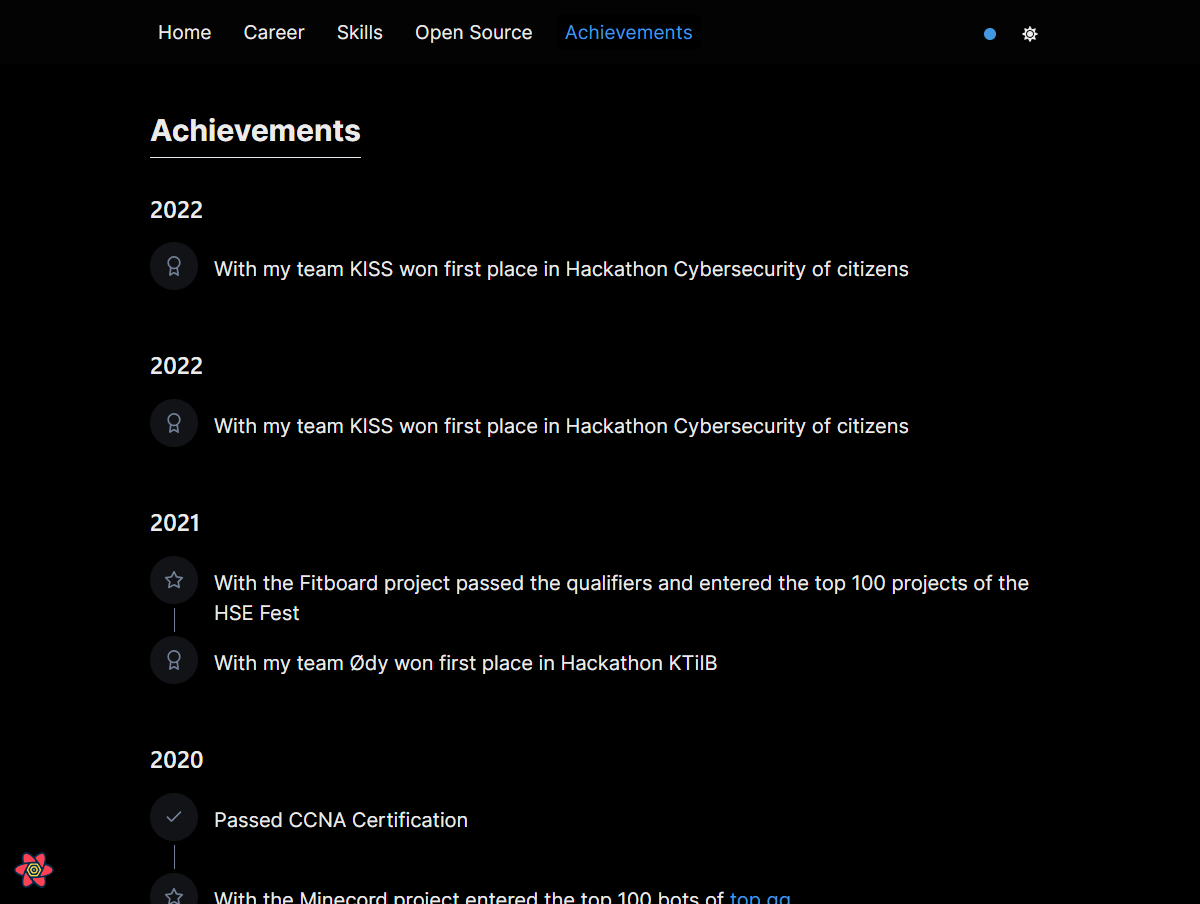 Home Career Skills Open Source Achievements
Achievements
2022
With my team KISS won first place in Hackathon Cybersecurity of citizens
2022
With my team KISS won first place in Hackathon Cybersecurity of citizens
2021
With the Fitboard project passed the qualifiers and entered the top 100 projects of the
HSE Fest
With my team Ødy won first place in Hackathon KTilB
2020
Passed CCNA Certification
With the Minecord project entered the top 100 bots of top.gg